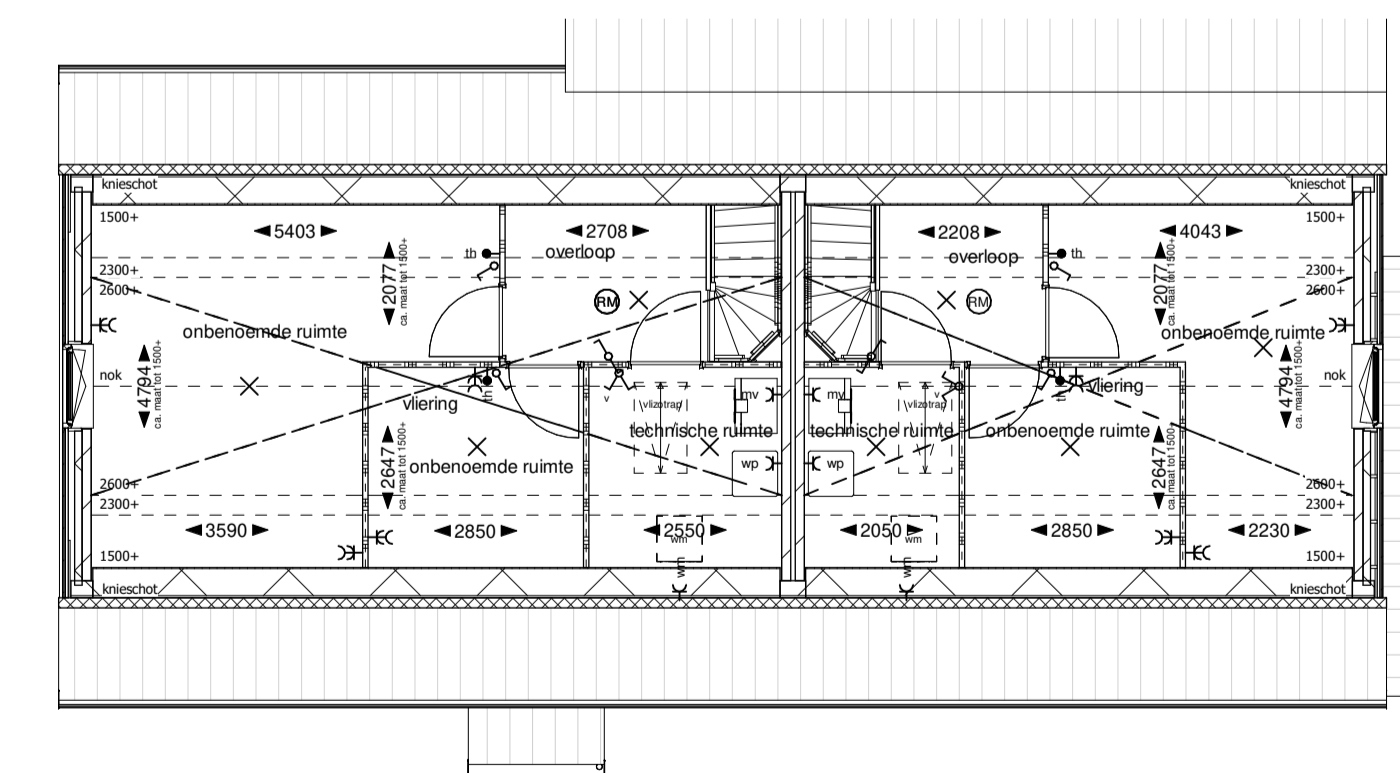 knieschot
knieschot
1500+
1500+
5403
2708
2208
4043
th
overloop
overloop
th
2077
ca. maat tot 1500+
2077
ca. maat tot 1500+
2300+
2300+
2600+
2600+
RM
RM
onbenoemde ruimte
onbenoemde ruimte
nok
nok
4794
ca. maat tot 1500+
4794
ca. maat tot 1500+
th
th
vliering
vliering
v
v
vlizotrap
vlizotrap
mv
mv
technische ruimte
technische ruimte
onbenoemde ruimte
onbenoemde ruimte
wp
wp
2647
ca. maat tot 1500+
2647
ca. maat tot 1500+
2600+
2600+
2300+
2300+
3590
2850
2550
2050
2850
2230
wm
wm
wm
wm
1500+
1500+
knieschot
knieschot